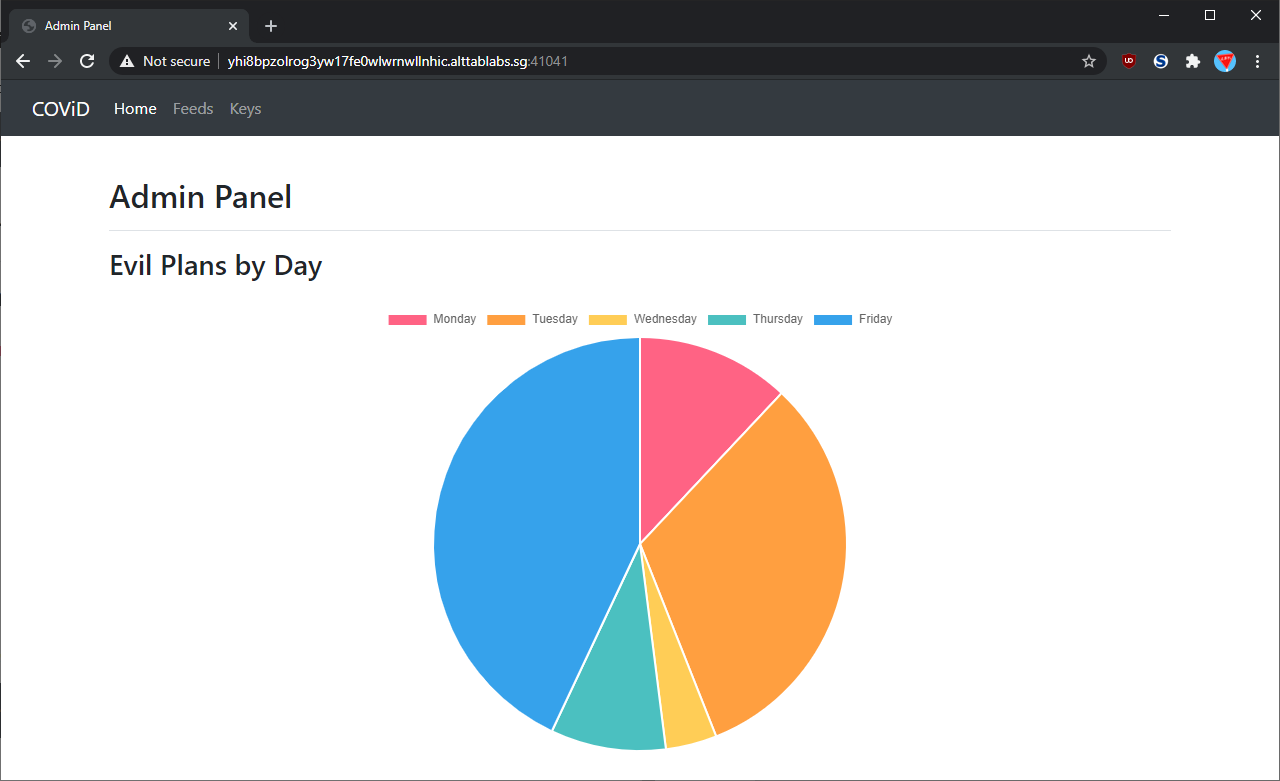 Admin Panel
Not secure yhi8bpzolrog3yw17fe0wlwrnwllnhic.alttablabs.sg:41041
COViD Home Feeds Keys
Admin Panel
Evil Plans by Day
Monday Tuesday Wednesday Thursday Friday